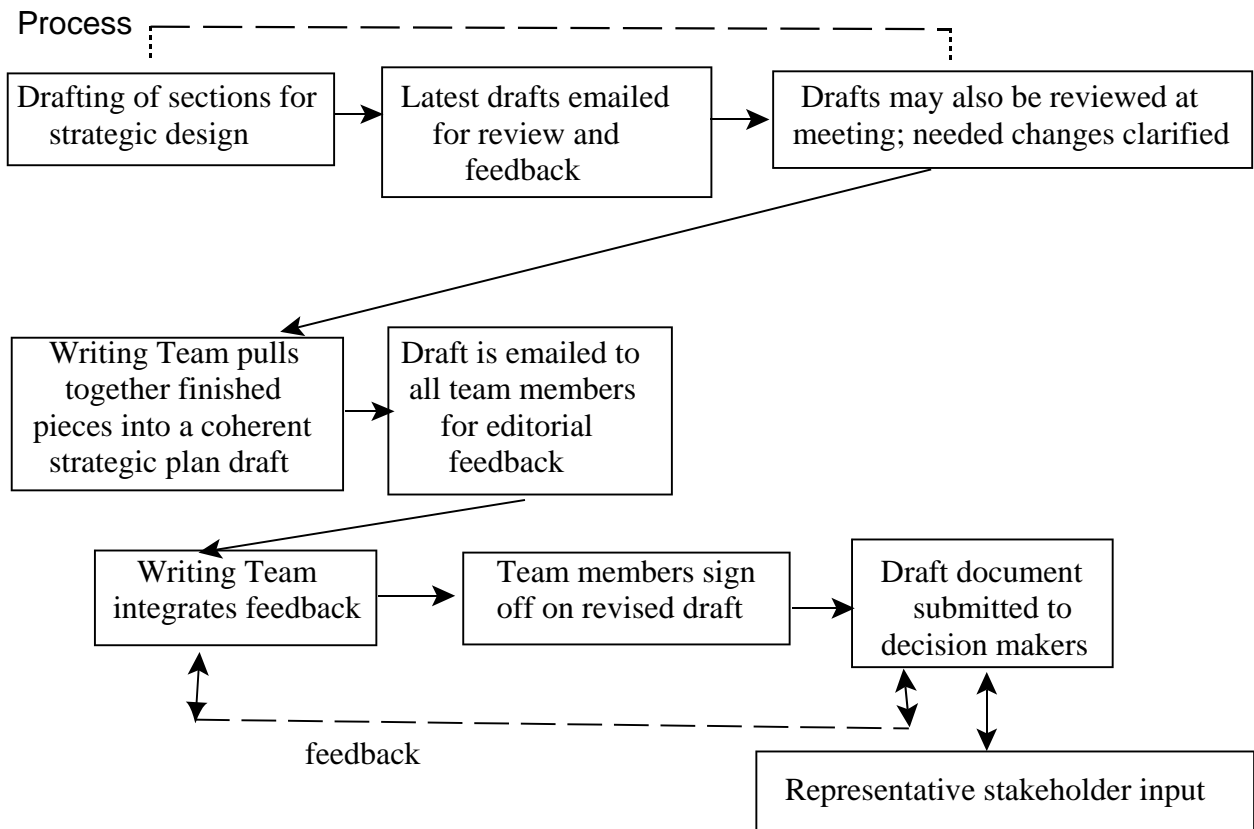 Process
Drafting of sections for
strategic design
Latest drafts emailed
for review and
feedback
Drafts may also be reviewed at
meeting; needed changes clarified
Writing Team pulls
together finished
pieces into a coherent
strategic plan draft
Draft is emailed to
all team members
for editorial
feedback
Writing Team
integrates feedback
Team members sign
off on revised draft
Draft document
submitted to
decision makers
feedback
Representative stakeholder input